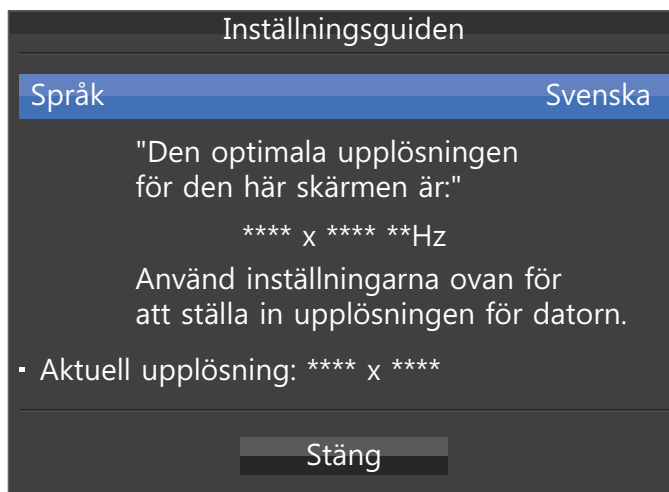 Inställningsguiden
Språk Svenska
"Den optimala upplösningen
för den här skärmen är:"
**** x **** **Hz
Använd inställningarna ovan för
att ställa in upplösningen för datorn.
▪ Aktuell upplösning: **** x ****
Stäng